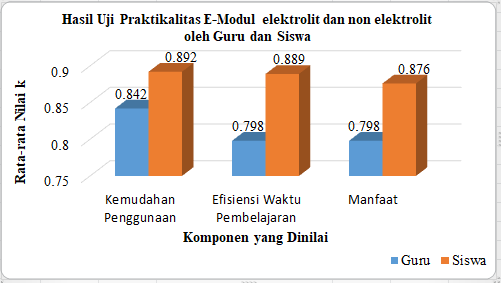 Hasil Uji Praktikalitas E-Modul elektrolit dan non elektrolit
oleh Guru dan Siswa
Rata-rata Nilai k
0.9
0.85
0.8
0.75
0.842
0.892
0.798
0.889
0.798
0.876
Kemudahan
Penggunaan
Efisiensi Waktu
Pembelajaran
Manfaat
Komponen yang Dinilai
Guru
Siswa